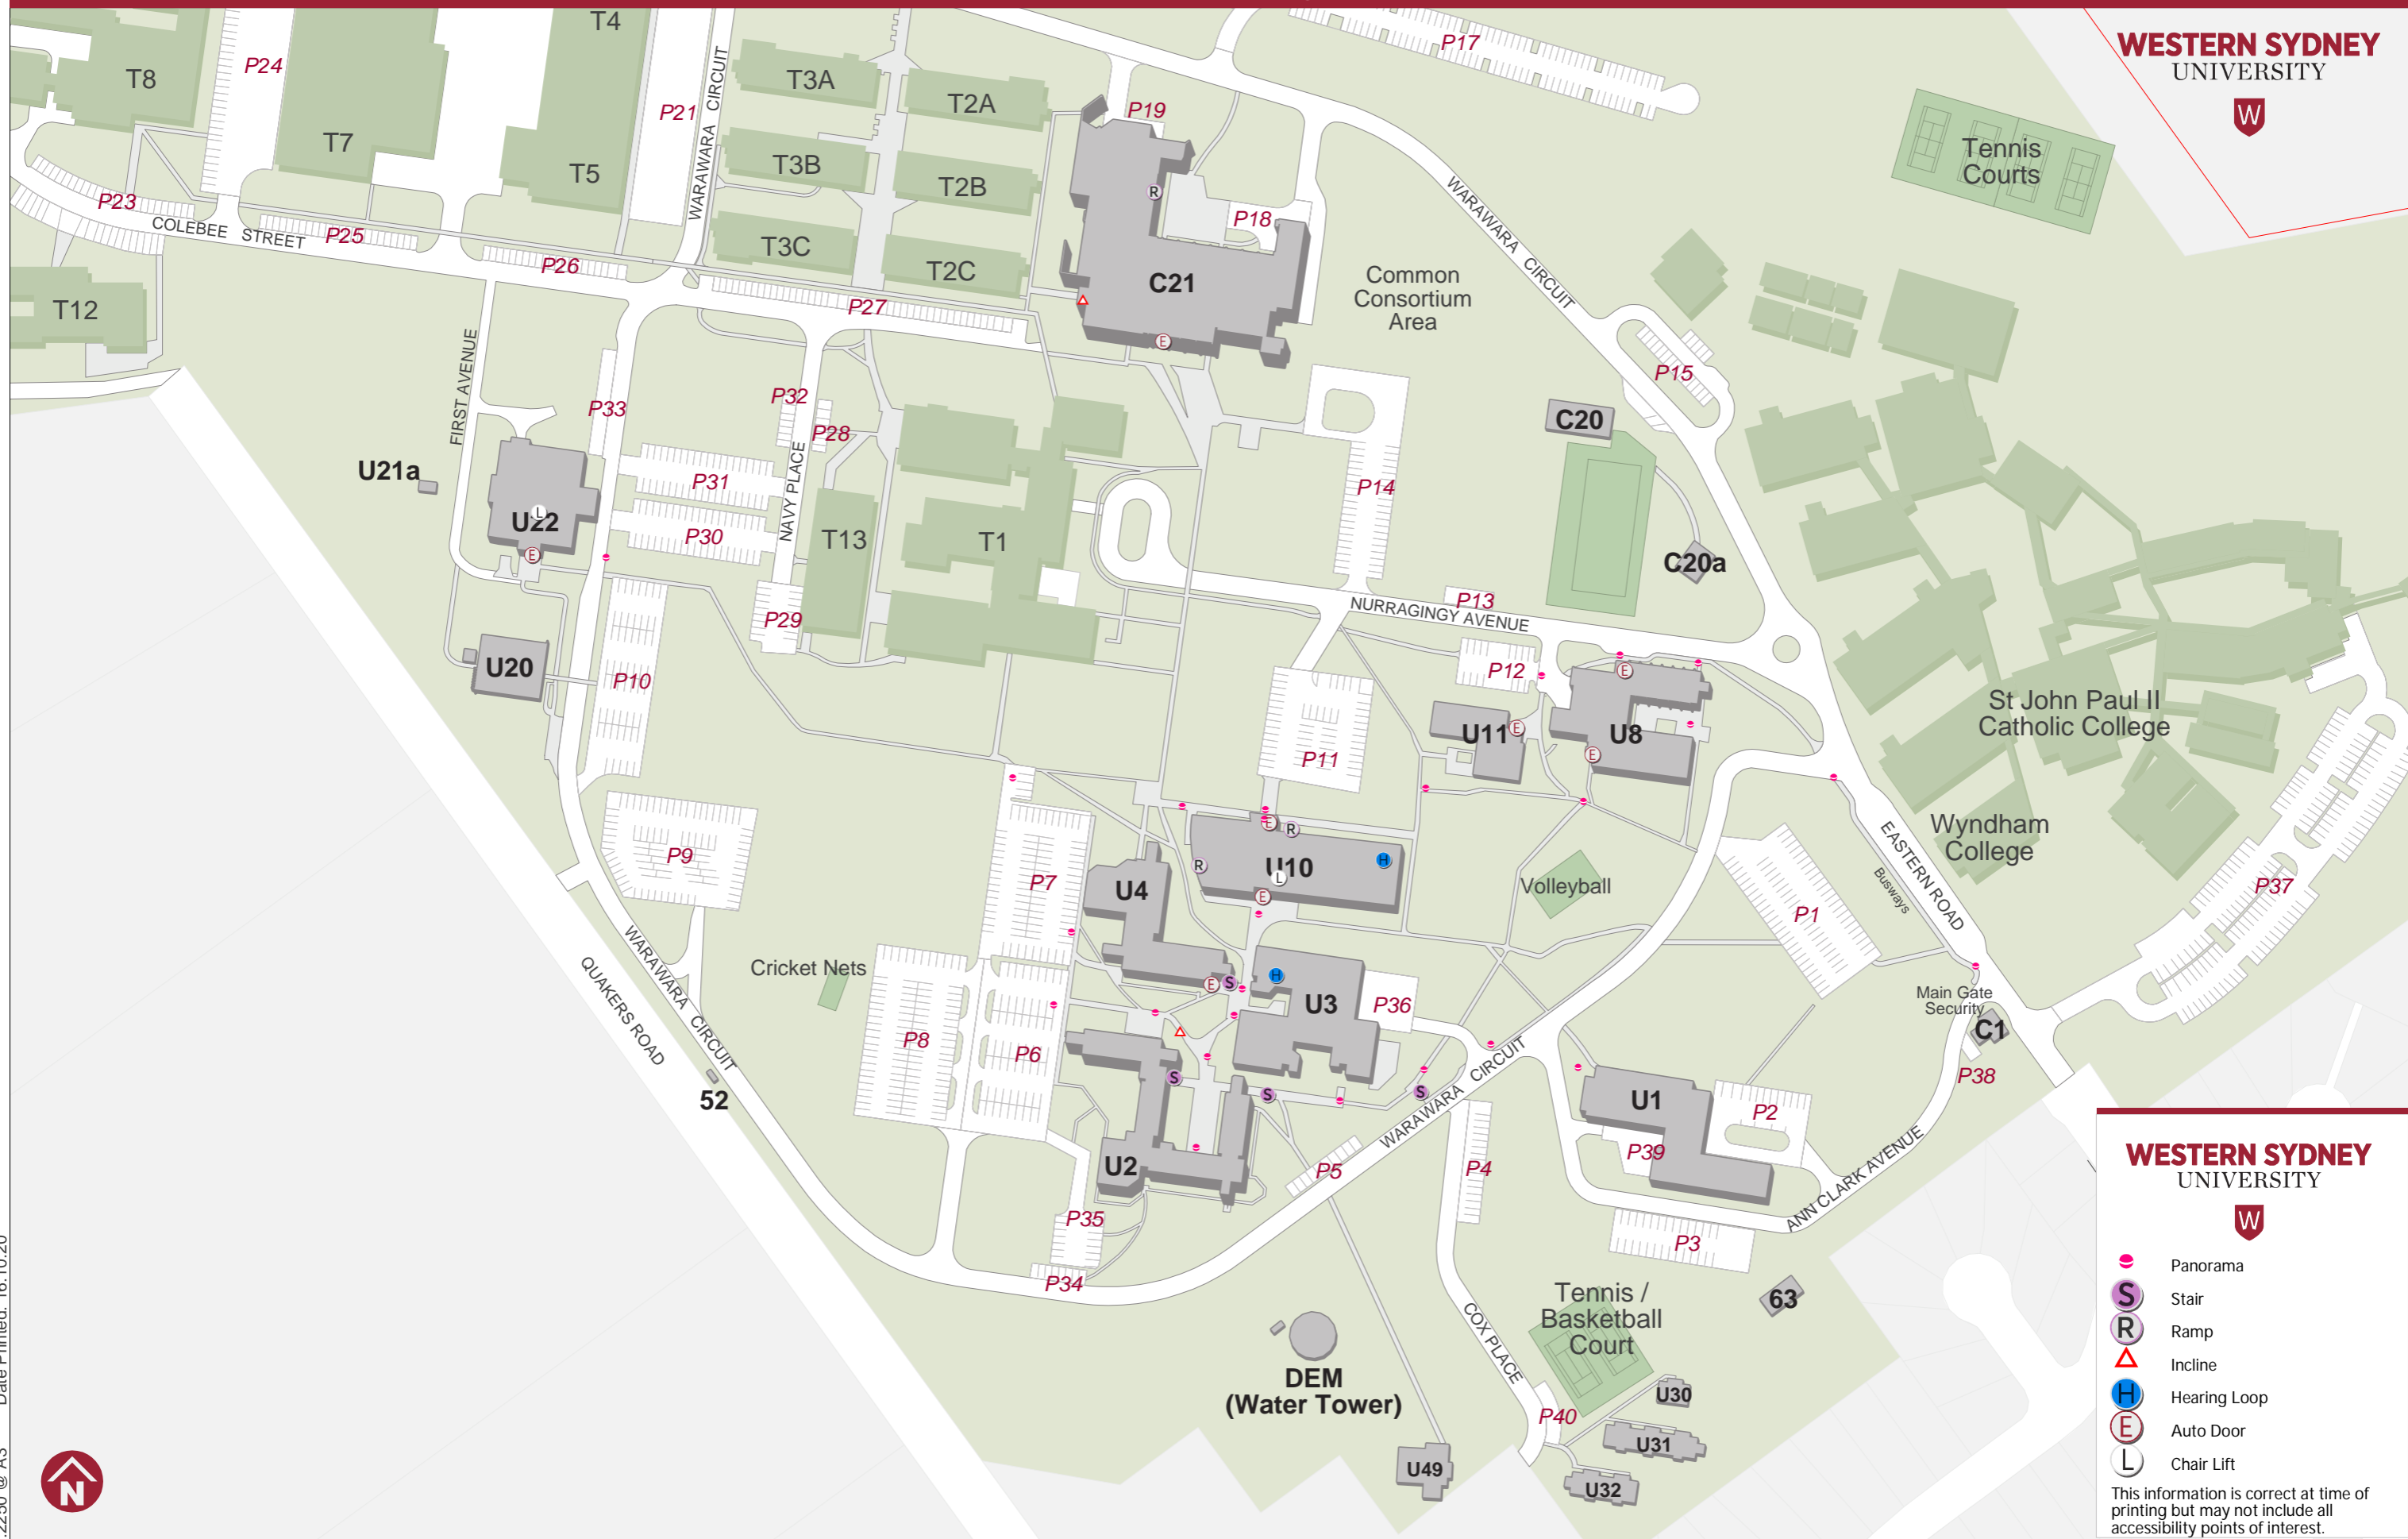 WESTERN SYDNEY
UNIVERSITY
W
T4
P17
P24
T8
T3A
T2A
P21
P19
T7
WARAWARA CIRCUIT
Tennis
Courts
T5
T3B
T2B
R
P23
P18
COLEBEE STREET
P25
P26
T3C
T2C
WARAWARA CIRCUIT
C21
Common
Consortium
Area
T12
P27
E
FIRST AVENUE
P33
P32
P28
P15
C20
U21a
P31
NAVY PLACE
P14
L
U22
P30
T13
T1
E
C20a
P13
NURRAGINGY AVENUE
P29
U20
P10
P12
E
U11
E
U8
E
St John Paul II
Catholic College
P11
P9
E
R
U10
R
L
H
E
Wyndham
College
EASTERN ROAD
Busways
P7
U4
Volleyball
P37
P1
Cricket Nets
WARAWARA CIRCUIT
QUAKERS ROAD
E
S
H
U3
P36
Main Gate
Security
C1
P8
P6
WARAWARA CIRCUIT
P38
S
S
S
52
U1
P2
P39
U2
P5
P4
ANN CLARK AVENUE
P35
P3
P34
63
Tennis /
Basketball
Court
COX PLACE
DEM
(Water Tower)
U30
P40
U31
U49
U32
N
Date Printed: 16.10.20
.2250 @ A3
WESTERN SYDNEY
UNIVERSITY
W
Panorama
S Stair
R Ramp
Incline
H Hearing Loop
E Auto Door
L Chair Lift
This information is correct at time of
printing but may not include all
accessibility points of interest.